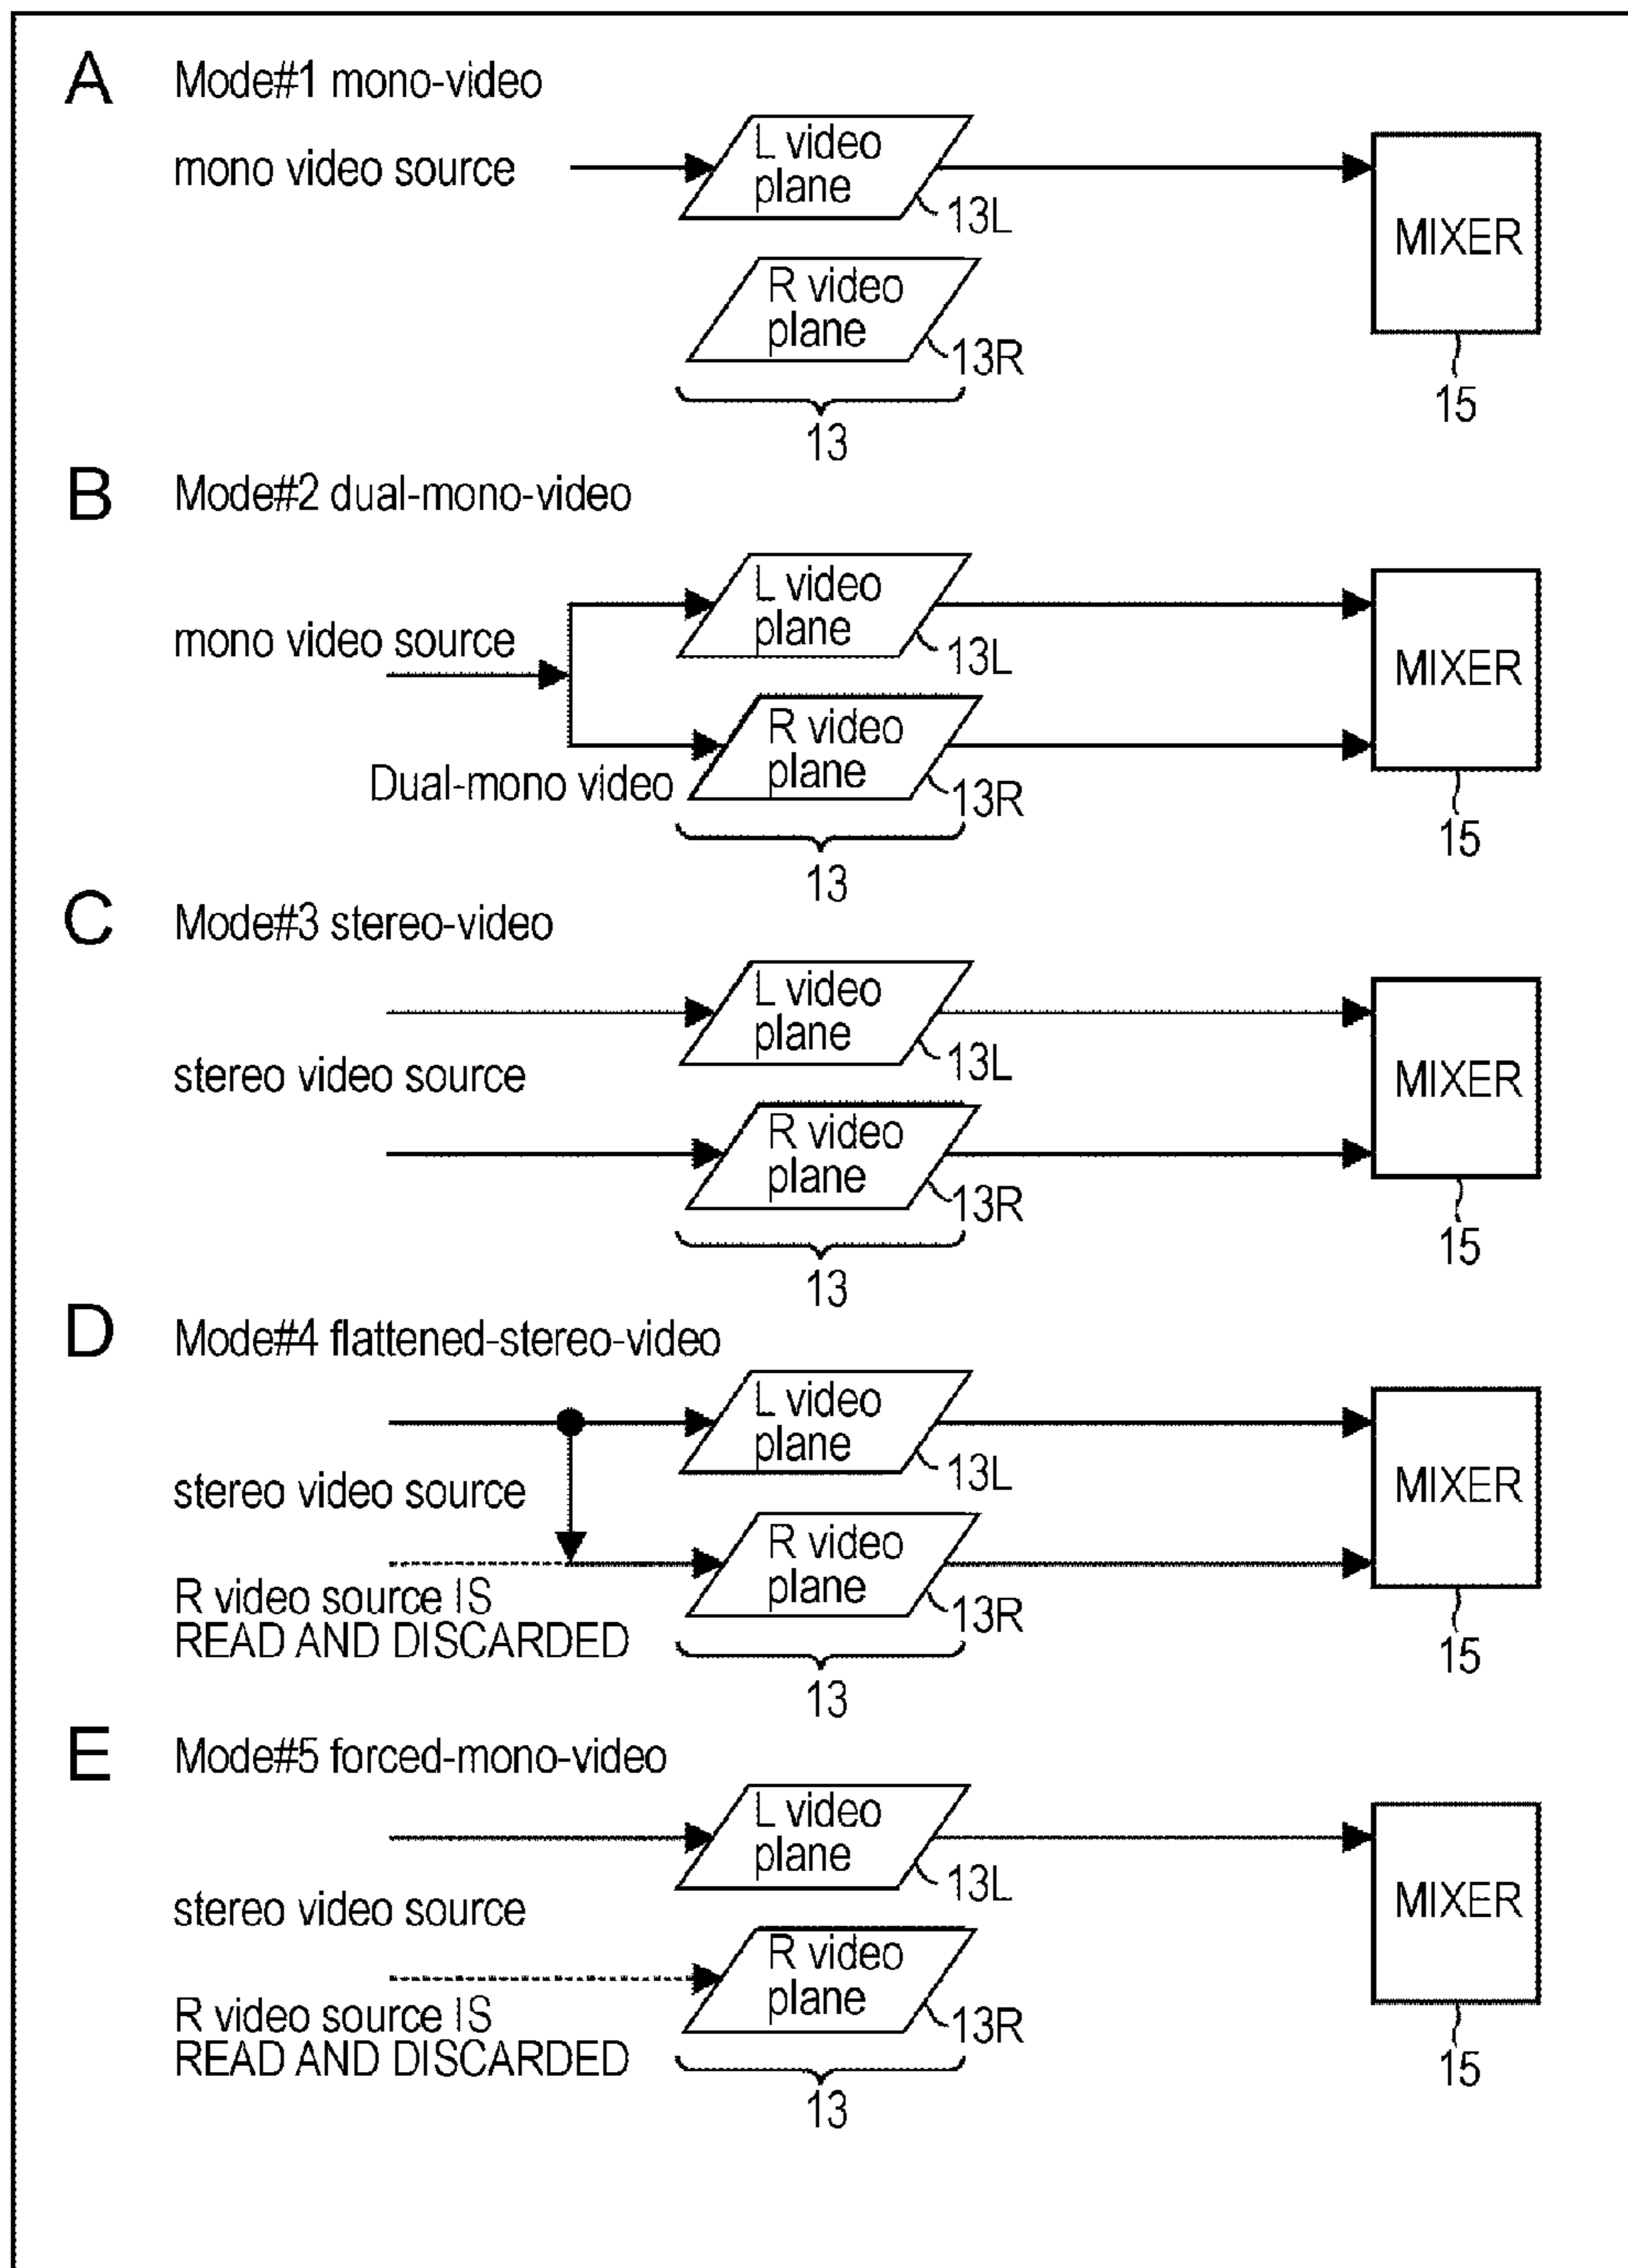 A Mode#1 mono-video
mono video source
L video
plane
13L
R video
plane
13R
13
MIXER
15
B Mode#2 dual-mono-video
mono video source
Dual-mono video
L video
plane
13L
R video
plane
13R
13
MIXER
15
C Mode#3 stereo-video
stereo video source
L video
plane
13L
R video
plane
13R
13
MIXER
15
D Mode#4 flattened-stereo-video
stereo video source
R video source IS
READ AND DISCARDED
L video
plane
13L
R video
plane
13R
13
MIXER
15
E Mode#5 forced-mono-video
stereo video source
R video source IS
READ AND DISCARDED
L video
plane
13L
R video
plane
13R
13
MIXER
15